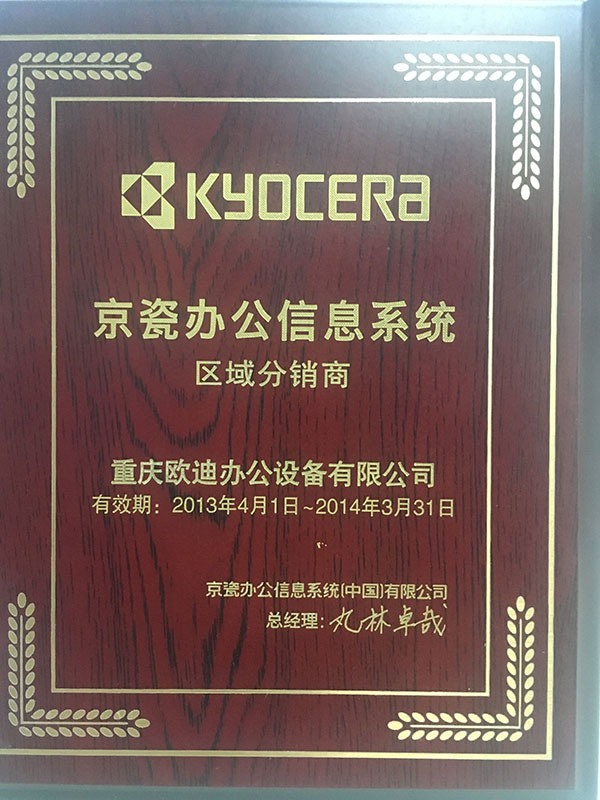 KYOCERA
京瓷办公信息系统
区域分销商
重庆欧迪办公设备有限公司
有效期：2013年4月1日~2014年3月31日
京瓷办公信息系统(中国)有限公司
总经理：丸林卓哉